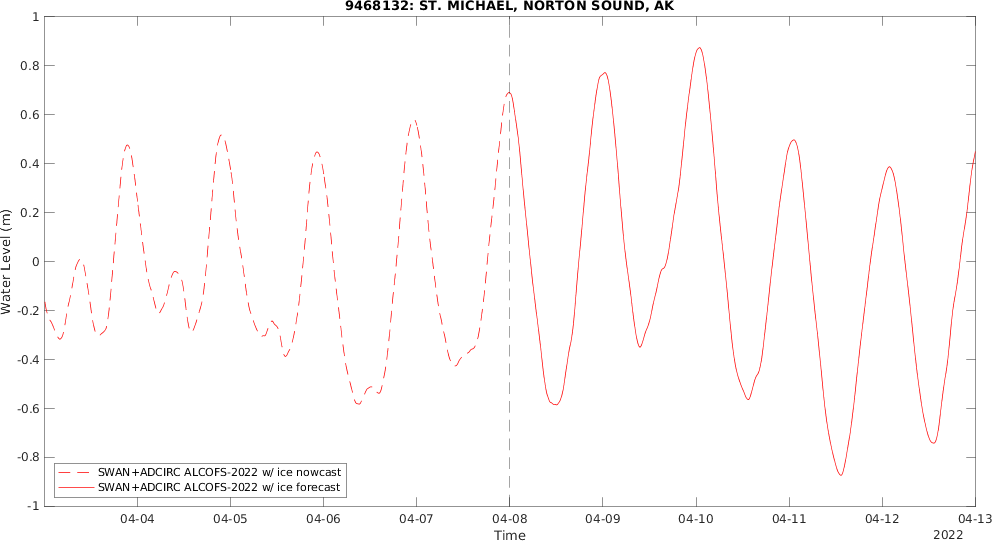 9468132: ST. MICHAEL, NORTON SOUND, AK
1
0.8
0.6
0.4
0.2
0
-0.2
-0.4
-0.6
-0.8
-1
Water Level (m)
SWAN+ADCIRC ALCOFS-2022 w/ ice nowcast
SWAN+ADCIRC ALCOFS-2022 w/ ice forecast
04-04 04-05 04-06 04-07 04-08 04-09 04-10 04-11 04-12 04-13
Time
2022